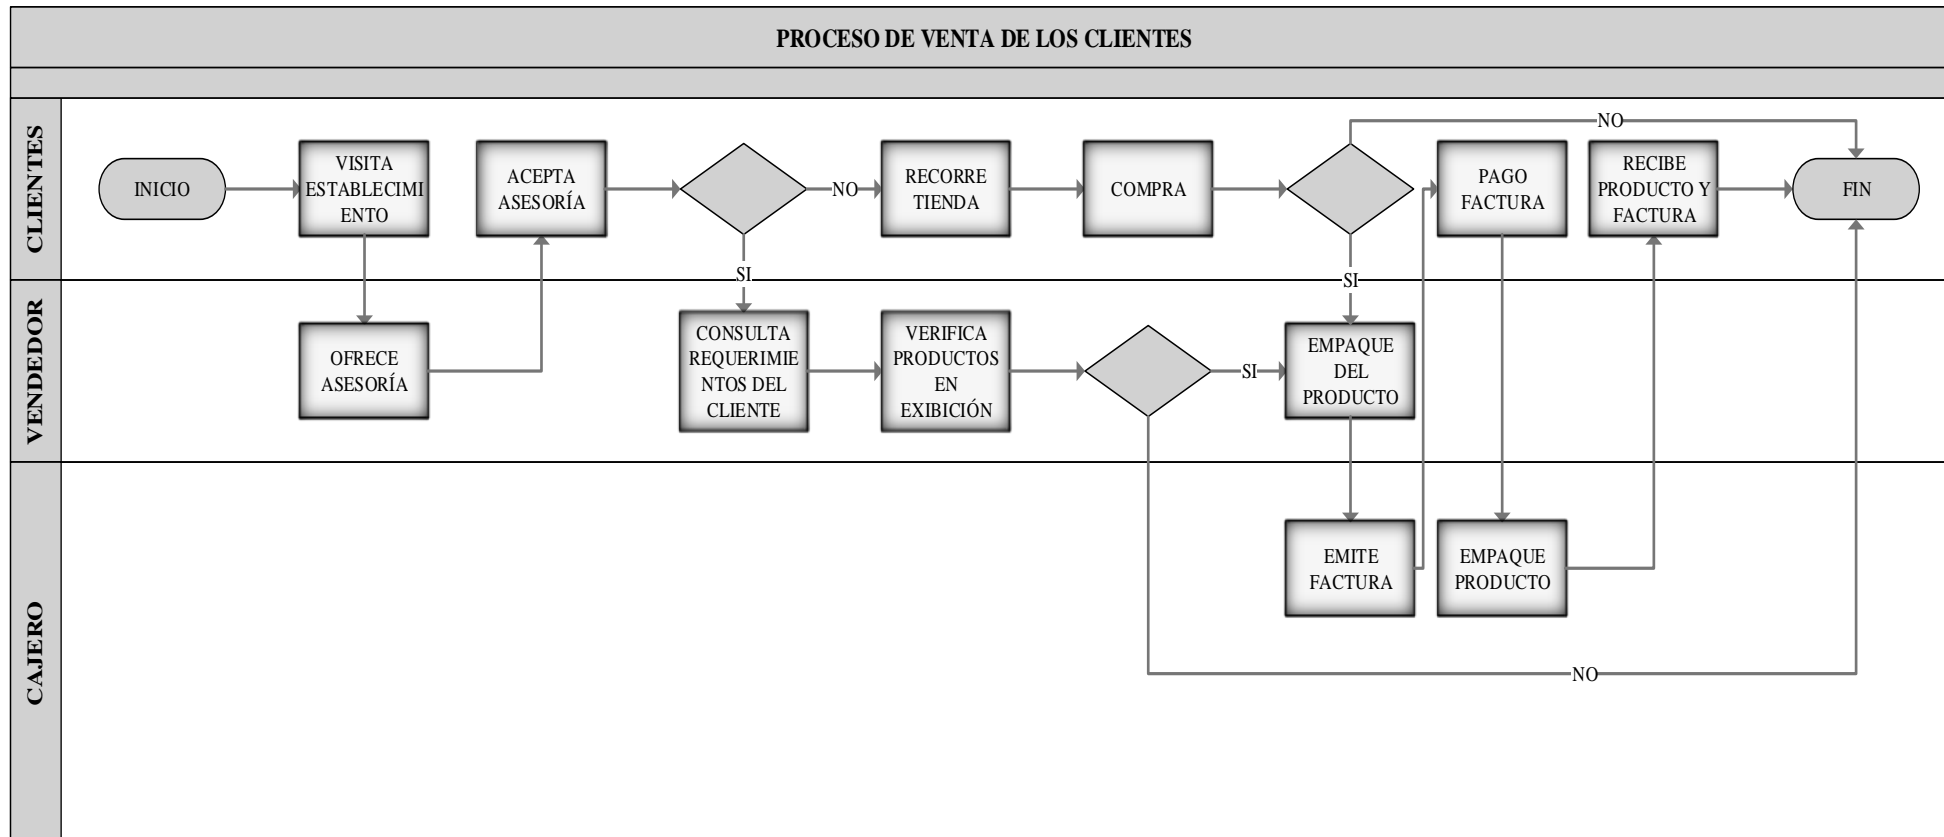 PROCESO DE VENTA DE LOS CLIENTES
CLIENTES
INICIO
VISITA
ESTABLECIMI
ENTO
ACEPTA
ASESORÍA
NO
SI
RECORRE
TIENDA
COMPRA
NO
SI
PAGO
FACTURA
RECIBE
PRODUCTO Y
FACTURA
FIN
VENDEDOR
OFRECE
ASESORÍA
CONSULTA
REQUERIMIE
NTOS DEL
CLIENTE
VERIFICA
PRODUCTOS
EN
EXIBICIÓN
SI
EMPAQUE
DEL
PRODUCTO
CAJERO
EMITE
FACTURA
EMPAQUE
PRODUCTO
NO